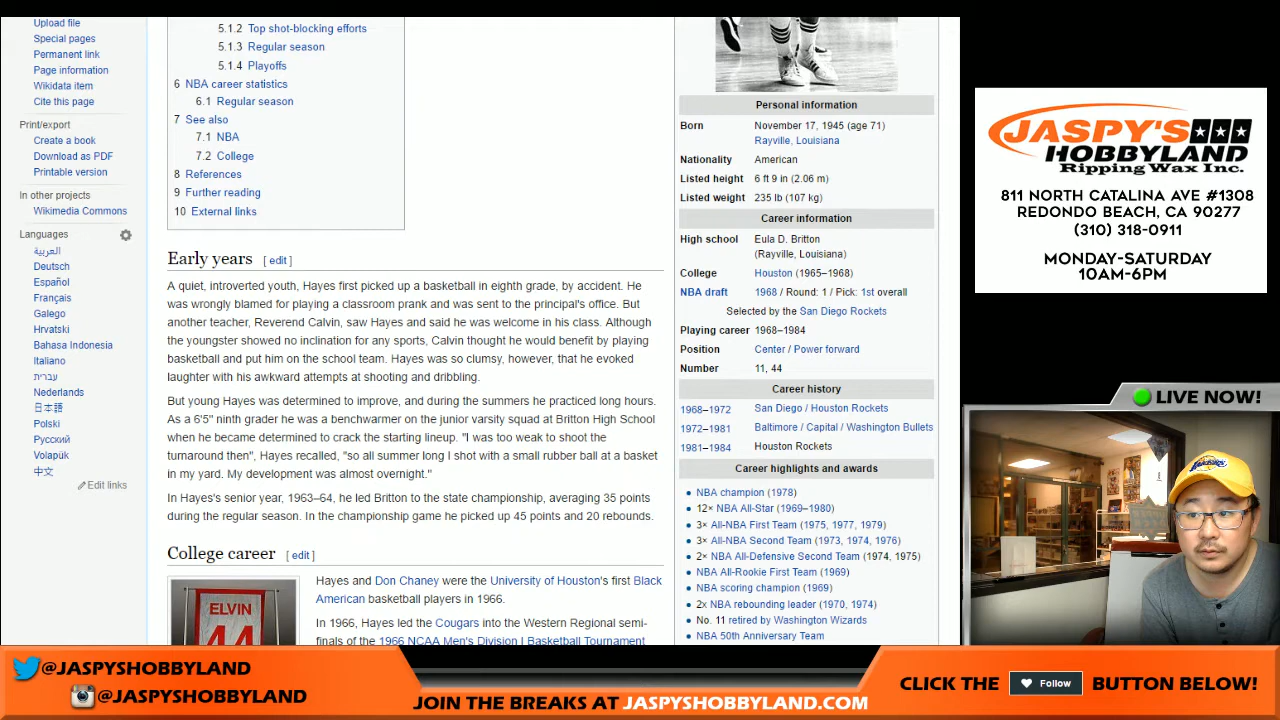 Upload file
Special pages
Permanent link
Page information
Wikidata item
Cite this page
Print/export
Create a book
Download as PDF
Printable version
In other projects
Wikimedia Commons
Languages
العربية
Deutsch
Español
Français
Galego
Hrvatski
Bahasa Indonesia
Italiano
עברית
Nederlands
日本語
Polski
Русский
Volapük
中文
Edit links
5.1.2 Top shot-blocking efforts
5.1.3 Regular season
5.1.4 Playoffs
6 NBA career statistics
6.1 Regular season
7 See also
7.1 NBA
7.2 College
8 References
9 Further reading
10 External links
Early years [ edit ]
A quiet, introverted youth, Hayes first picked up a basketball in eighth grade, by accident. He
was wrongly blamed for playing a classroom prank and was sent to the principal's office. But
another teacher, Reverend Calvin, saw Hayes and said he was welcome in his class. Although
the youngster showed no inclination for any sports, Calvin thought he would benefit by playing
basketball and put him on the school team. Hayes was so clumsy, however, that he evoked
laughter with his awkward attempts at shooting and dribbling.
But young Hayes was determined to improve, and during the summers he practiced long hours.
As a 6'5" ninth grader he was a benchwarmer on the junior varsity squad at Britton High School
when he became determined to crack the starting lineup. "I was too weak to shoot the
turnaround then", Hayes recalled, "so all summer long I shot with a small rubber ball at a basket
in my yard. My development was almost overnight."
In Hayes's senior year, 1963–64, he led Britton to the state championship, averaging 35 points
during the regular season. In the championship game he picked up 45 points and 20 rebounds.
College career [ edit ]
ELVIN
44
Hayes and Don Chaney were the University of Houston's first Black
American basketball players in 1966.
In 1966, Hayes led the Cougars into the Western Regional semi-
finals of the 1966 NCAA Men's Division I Basketball Tournament
Personal information
Born November 17, 1945 (age 71)
Rayville, Louisiana
Nationality American
Listed height 6 ft 9 in (2.06 m)
Listed weight 235 lb (107 kg)
Career information
High school Eula D. Britton
(Rayville, Louisiana)
College Houston (1965–1968)
NBA draft 1968 / Round: 1 / Pick: 1st overall
Selected by the San Diego Rockets
Playing career 1968–1984
Position Center / Power forward
Number 11, 44
Career history
1968–1972 San Diego / Houston Rockets
1972–1981 Baltimore / Capital / Washington Bullets
1981–1984 Houston Rockets
Career highlights and awards
NBA champion (1978)
12× NBA All-Star (1969–1980)
3× All-NBA First Team (1975, 1977, 1979)
3× All-NBA Second Team (1973, 1974, 1976)
2× NBA All-Defensive Second Team (1974, 1975)
NBA All-Rookie First Team (1969)
NBA scoring champion (1969)
2x NBA rebounding leader (1970, 1974)
No. 11 retired by Washington Wizards
NBA 50th Anniversary Team
JASPY'S
HOBBYLAND
Ripping Wax Inc.
811 NORTH CATALINA AVE #1308
REDONDO BEACH, CA 90277
(310) 318-0911
MONDAY-SATURDAY
10AM-6PM
LIVE NOW!
@JASPYSHOBBYLAND
@JASPYSHOBBYLAND
JOIN THE BREAKS AT JASPYSHOBBYLAND.COM
CLICK THE Follow BUTTON BELOW!